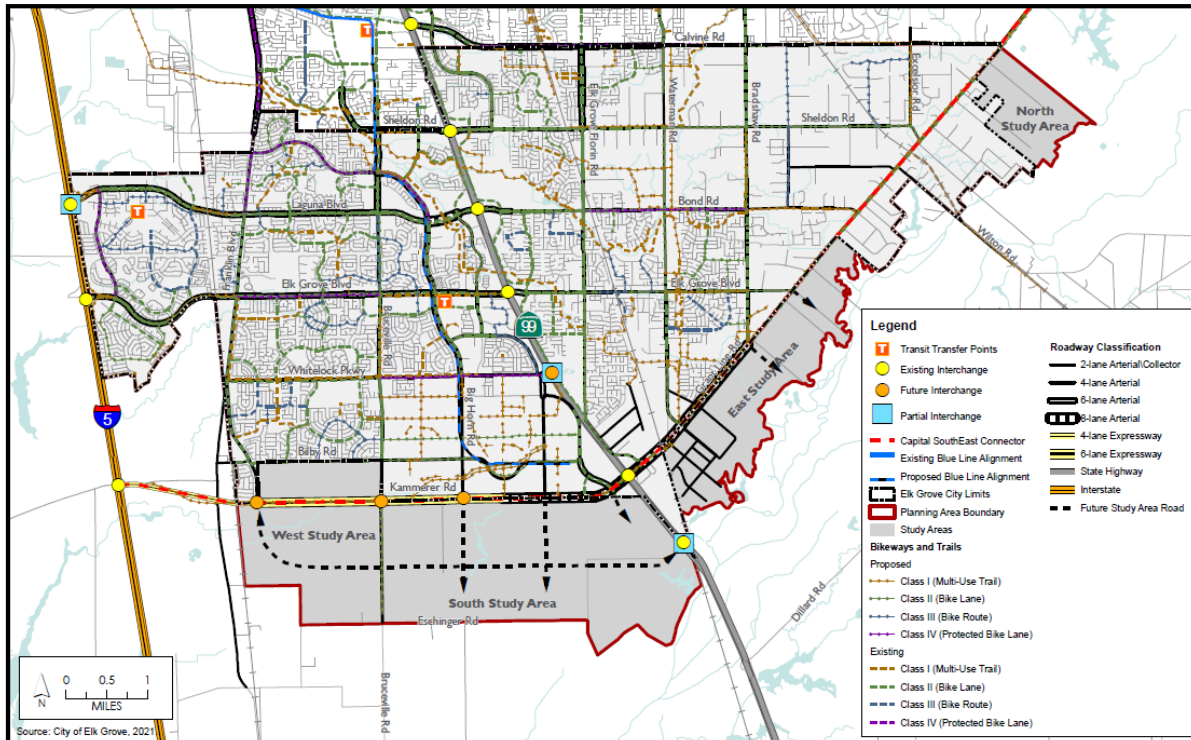 T
Calvine Rd
Excelsior Rd
North
Study Area
Elk Grove Florin Rd
Waterman Rd
Bradshaw Rd
Sheldon Rd
Sheldon Rd
Laguna Blvd
T
Bond Rd
Wilton Rd
Franklin Blvd
Elk Grove Blvd
T
Elk Grove Blvd
99
Bruceville Rd
Whitelock Pkwy
Big Horn Rd
Grant Line Rd
East Study Area
5
Bilby Rd
Kammerer Rd
West Study Area
South Study Area
Eschinger Rd
Dillard Rd
Bruceville Rd
N
0 0.5 1
MILES
Source: City of Elk Grove, 2021
Legend
T Transit Transfer Points
Existing Interchange
Future Interchange
Partial Interchange
Capital SouthEast Connector
Existing Blue Line Alignment
Proposed Blue Line Alignment
Elk Grove City Limits
Planning Area Boundary
Study Areas
Bikeways and Trails
Proposed
Class I (Multi-Use Trail)
Class II (Bike Lane)
Class III (Bike Route)
Class IV (Protected Bike Lane)
Existing
Class I (Multi-Use Trail)
Class II (Bike Lane)
Class III (Bike Route)
Class IV (Protected Bike Lane)
Roadway Classification
2-lane Arterial\Collector
4-lane Arterial
6-lane Arterial
8-lane Arterial
4-lane Expressway
6-lane Expressway
State Highway
Interstate
Future Study Area Road